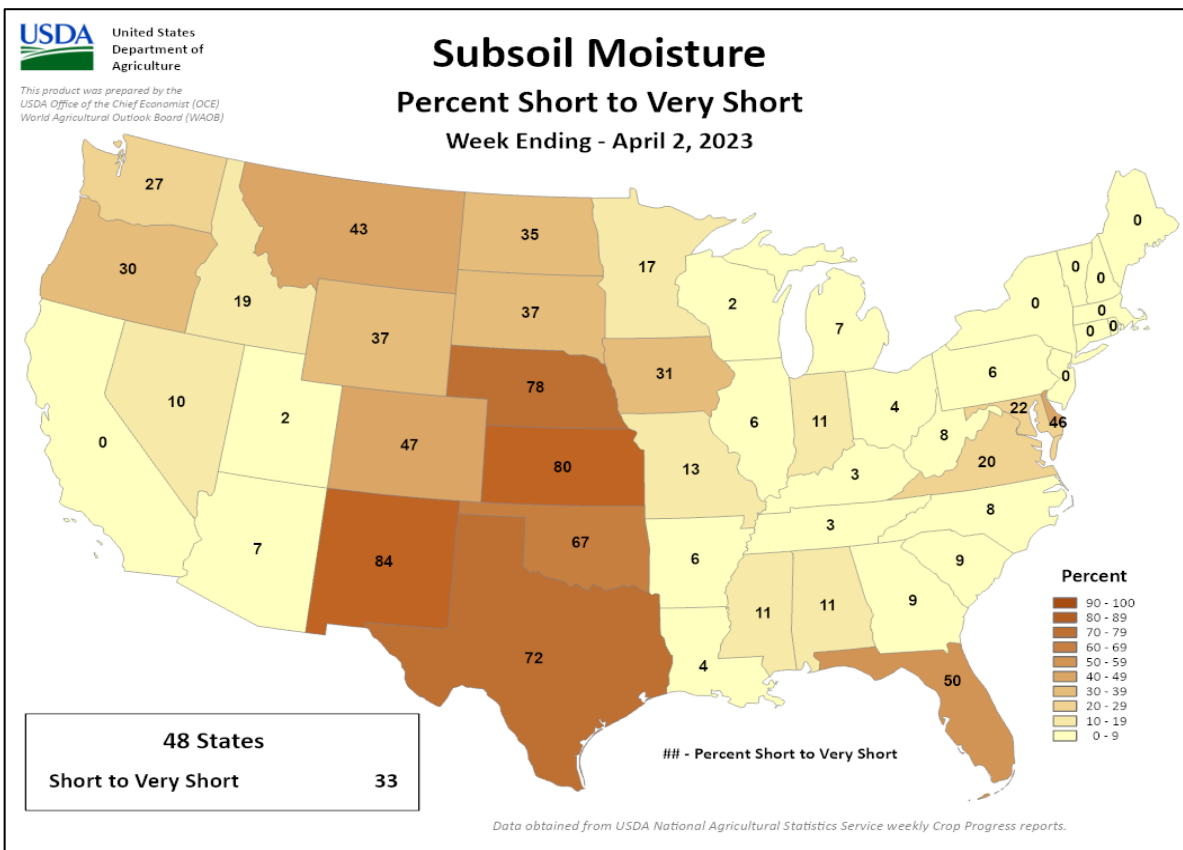 USDA
United States
Department of
Agriculture
This product was prepared by the
USDA Office of the Chief Economist (OCE)
World Agricultural Outlook Board (WAOB)
Subsoil Moisture
Percent Short to Very Short
Week Ending - April 2, 2023
27
43
35
17
0
30
19
37
37
2
7
0
0
0
0
0
0
10
2
78
31
6
0
0
47
80
13
6
11
4
8
22
46
20
3
7
84
67
6
3
8
9
11
11
9
72
4
50
Percent
90 - 100
80 - 89
70 - 79
60 - 69
50 - 59
40 - 49
30 - 39
20 - 29
10 - 19
0 - 9
48 States
Short to Very Short 33
## - Percent Short to Very Short
Data obtained from USDA National Agricultural Statistics Service weekly Crop Progress reports.